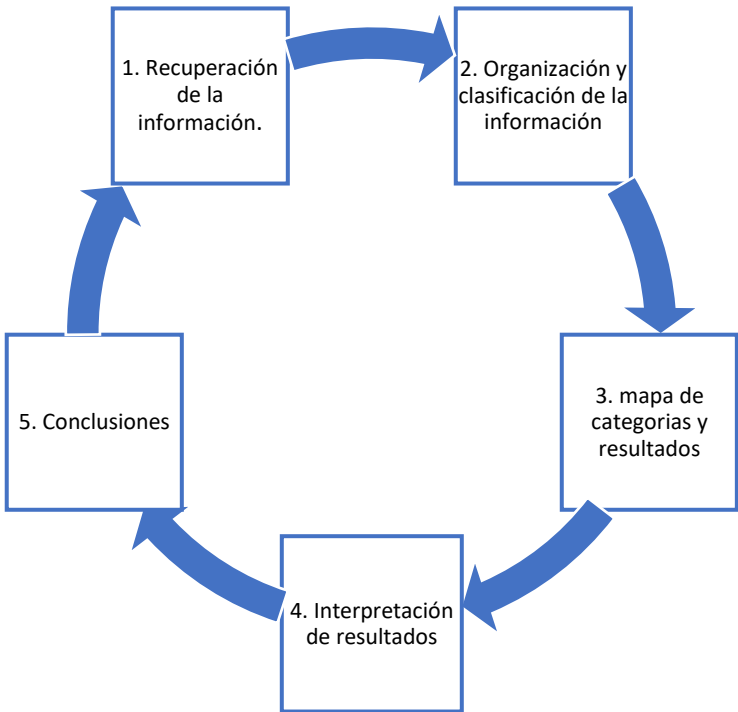 1. Recuperación
de la
información.
2. Organización y
clasificación de la
información
3. mapa de
categorias y
resultados
4. Interpretación
de resultados
5. Conclusiones